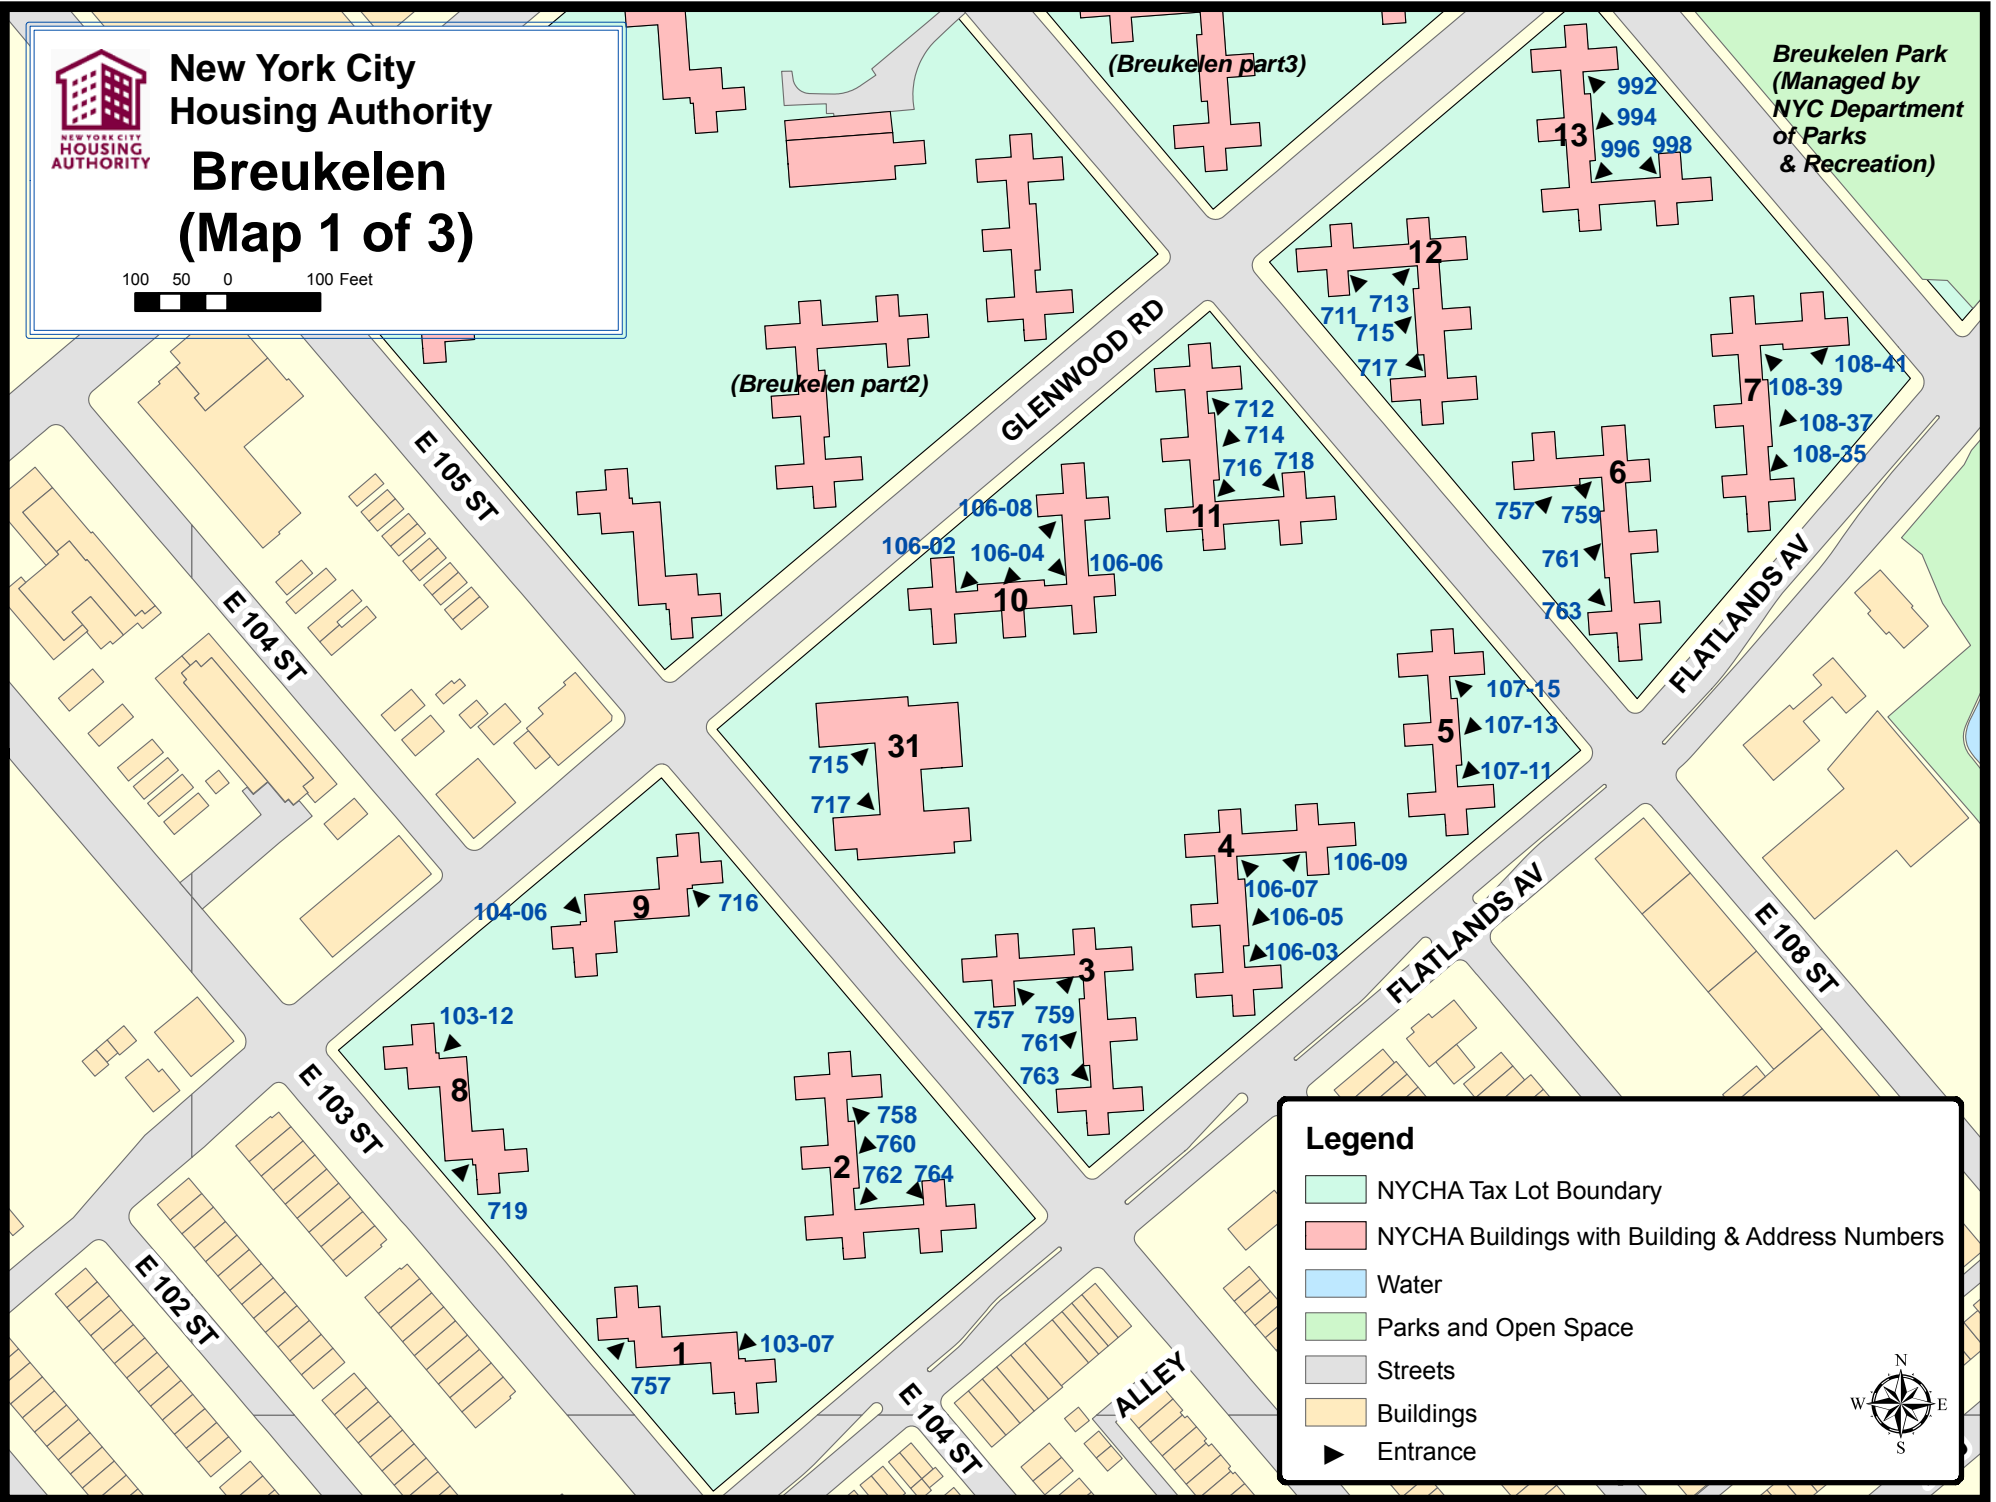 New York City
Housing Authority
Breukelen
(Map 1 of 3)
NEW YORK CITY
HOUSING
AUTHORITY
100 50 0 100 Feet
(Breukelen part3)
Breukelen Park
(Managed by
NYC Department
of Parks
& Recreation)
992
994
13
996
998
12
711
713
715
717
7
108-41
108-39
108-37
108-35
(Breukelen part2)
GLENWOOD RD
E 105 ST
712
714
716
718
11
6
757
759
761
763
106-08
106-02
106-04
106-06
10
FLATLANDS AV
E 104 ST
31
715
717
5
107-15
107-13
107-11
4
106-09
106-07
106-05
106-03
9
104-06
716
FLATLANDS AV
E 108 ST
3
757
759
761
763
103-12
8
719
E 103 ST
2
758
760
762
764
E 102 ST
1
103-07
757
E 104 ST
ALLEY
Legend
NYCHA Tax Lot Boundary
NYCHA Buildings with Building & Address Numbers
Water
Parks and Open Space
Streets
Buildings
Entrance
N
W E
S